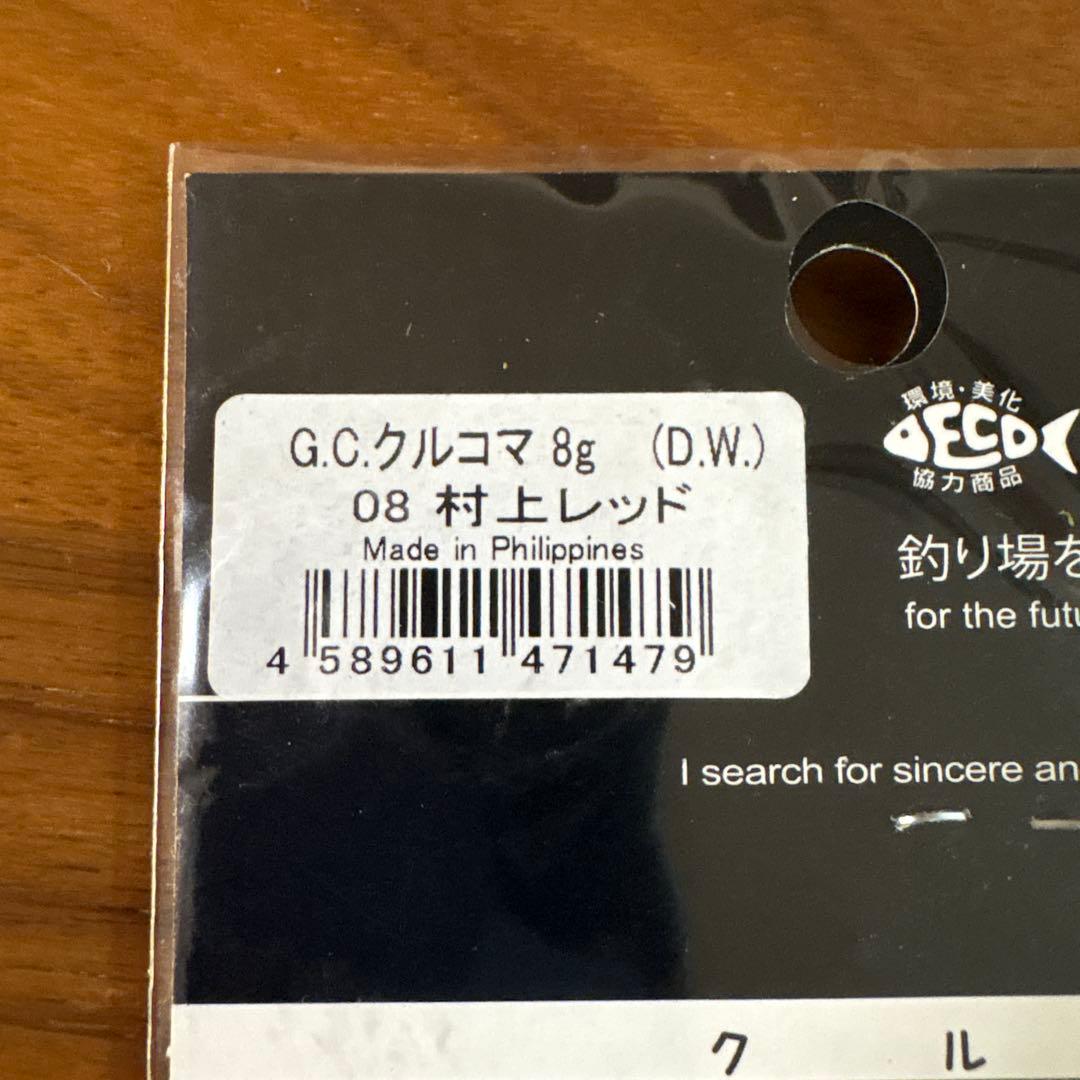 G.C.クルコマ 8g (D.W.)
08 村上レッド
Made in Philippines
4 589611 471479
環境・美化
ECO
協力商品
釣り場を
for the futu
I search for sincere an
クル